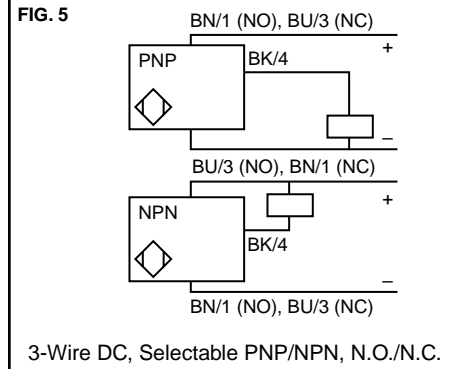 FIG. 5
BN/1 (NO), BU/3 (NC)
+
PNP
BK/4
–
BU/3 (NO), BN/1 (NC)
+
NPN
BK/4
–
BN/1 (NO), BU/3 (NC)
3-Wire DC, Selectable PNP/NPN, N.O./N.C.